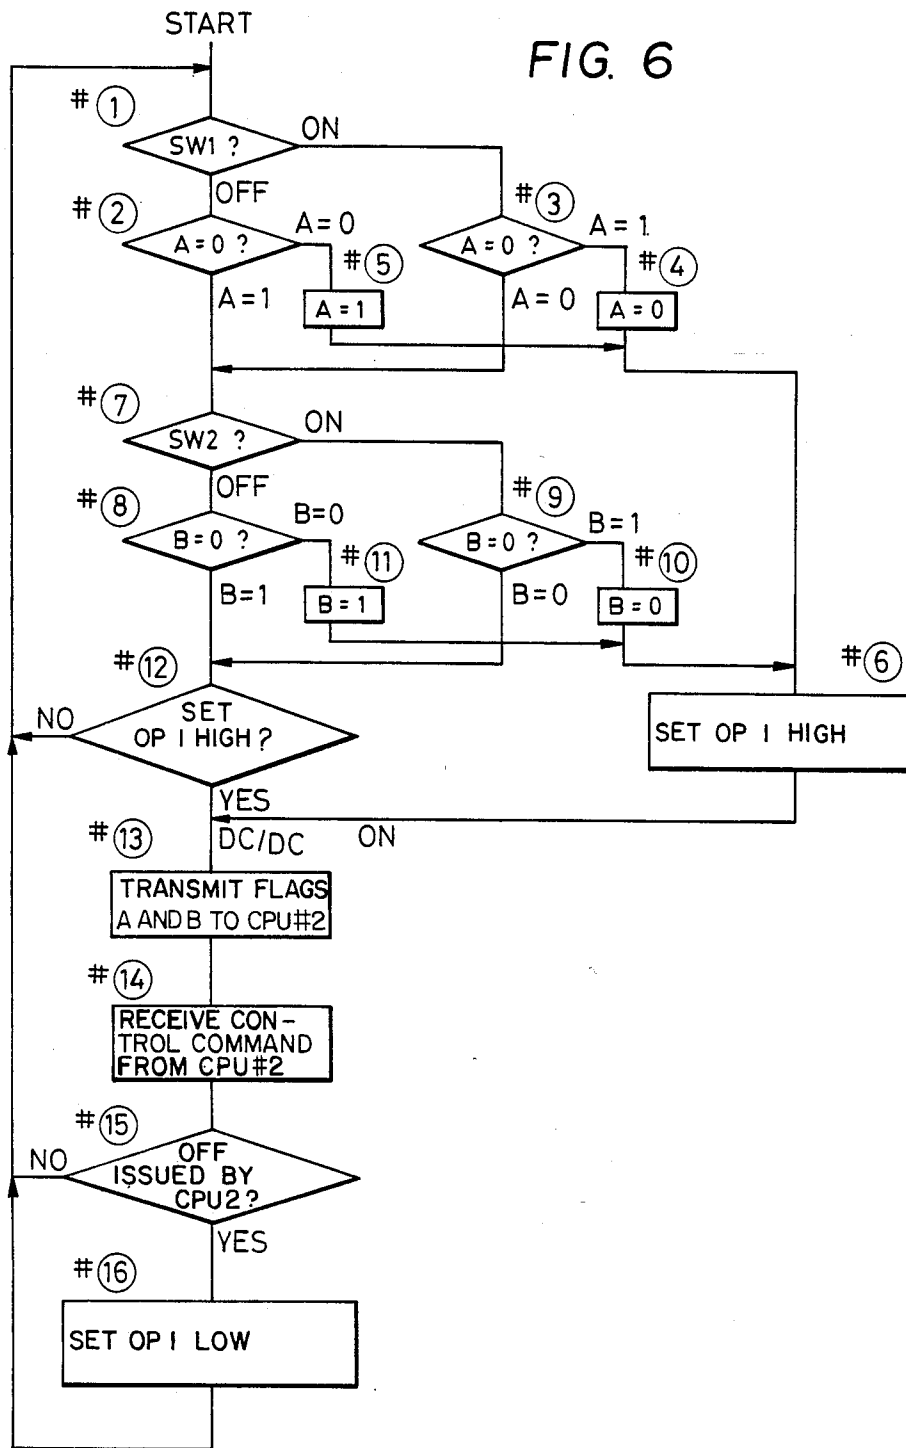 START
FIG. 6
#①
SW1 ?
ON
OFF
#②
A=0 ?
A=0
#③
A=0 ?
A=1.
#⑤
A=1
#④
A=0
A=1
A=0
#⑦
SW2 ?
ON
OFF
#⑧
B=0 ?
B=0
#⑨
B=0 ?
B=1
#⑪
B=1
#⑩
B=0
B=1
B=0
#⑫
SET
OP I HIGH?
NO
YES
#⑥
SET OP I HIGH
#⑬
DC/DC
ON
TRANSMIT FLAGS
A AND B TO CPU#2
#⑭
RECEIVE CON-
TROL COMMAND
FROM CPU#2
#⑮
OFF
ISSUED BY
CPU2?
NO
YES
#⑯
SET OP I LOW